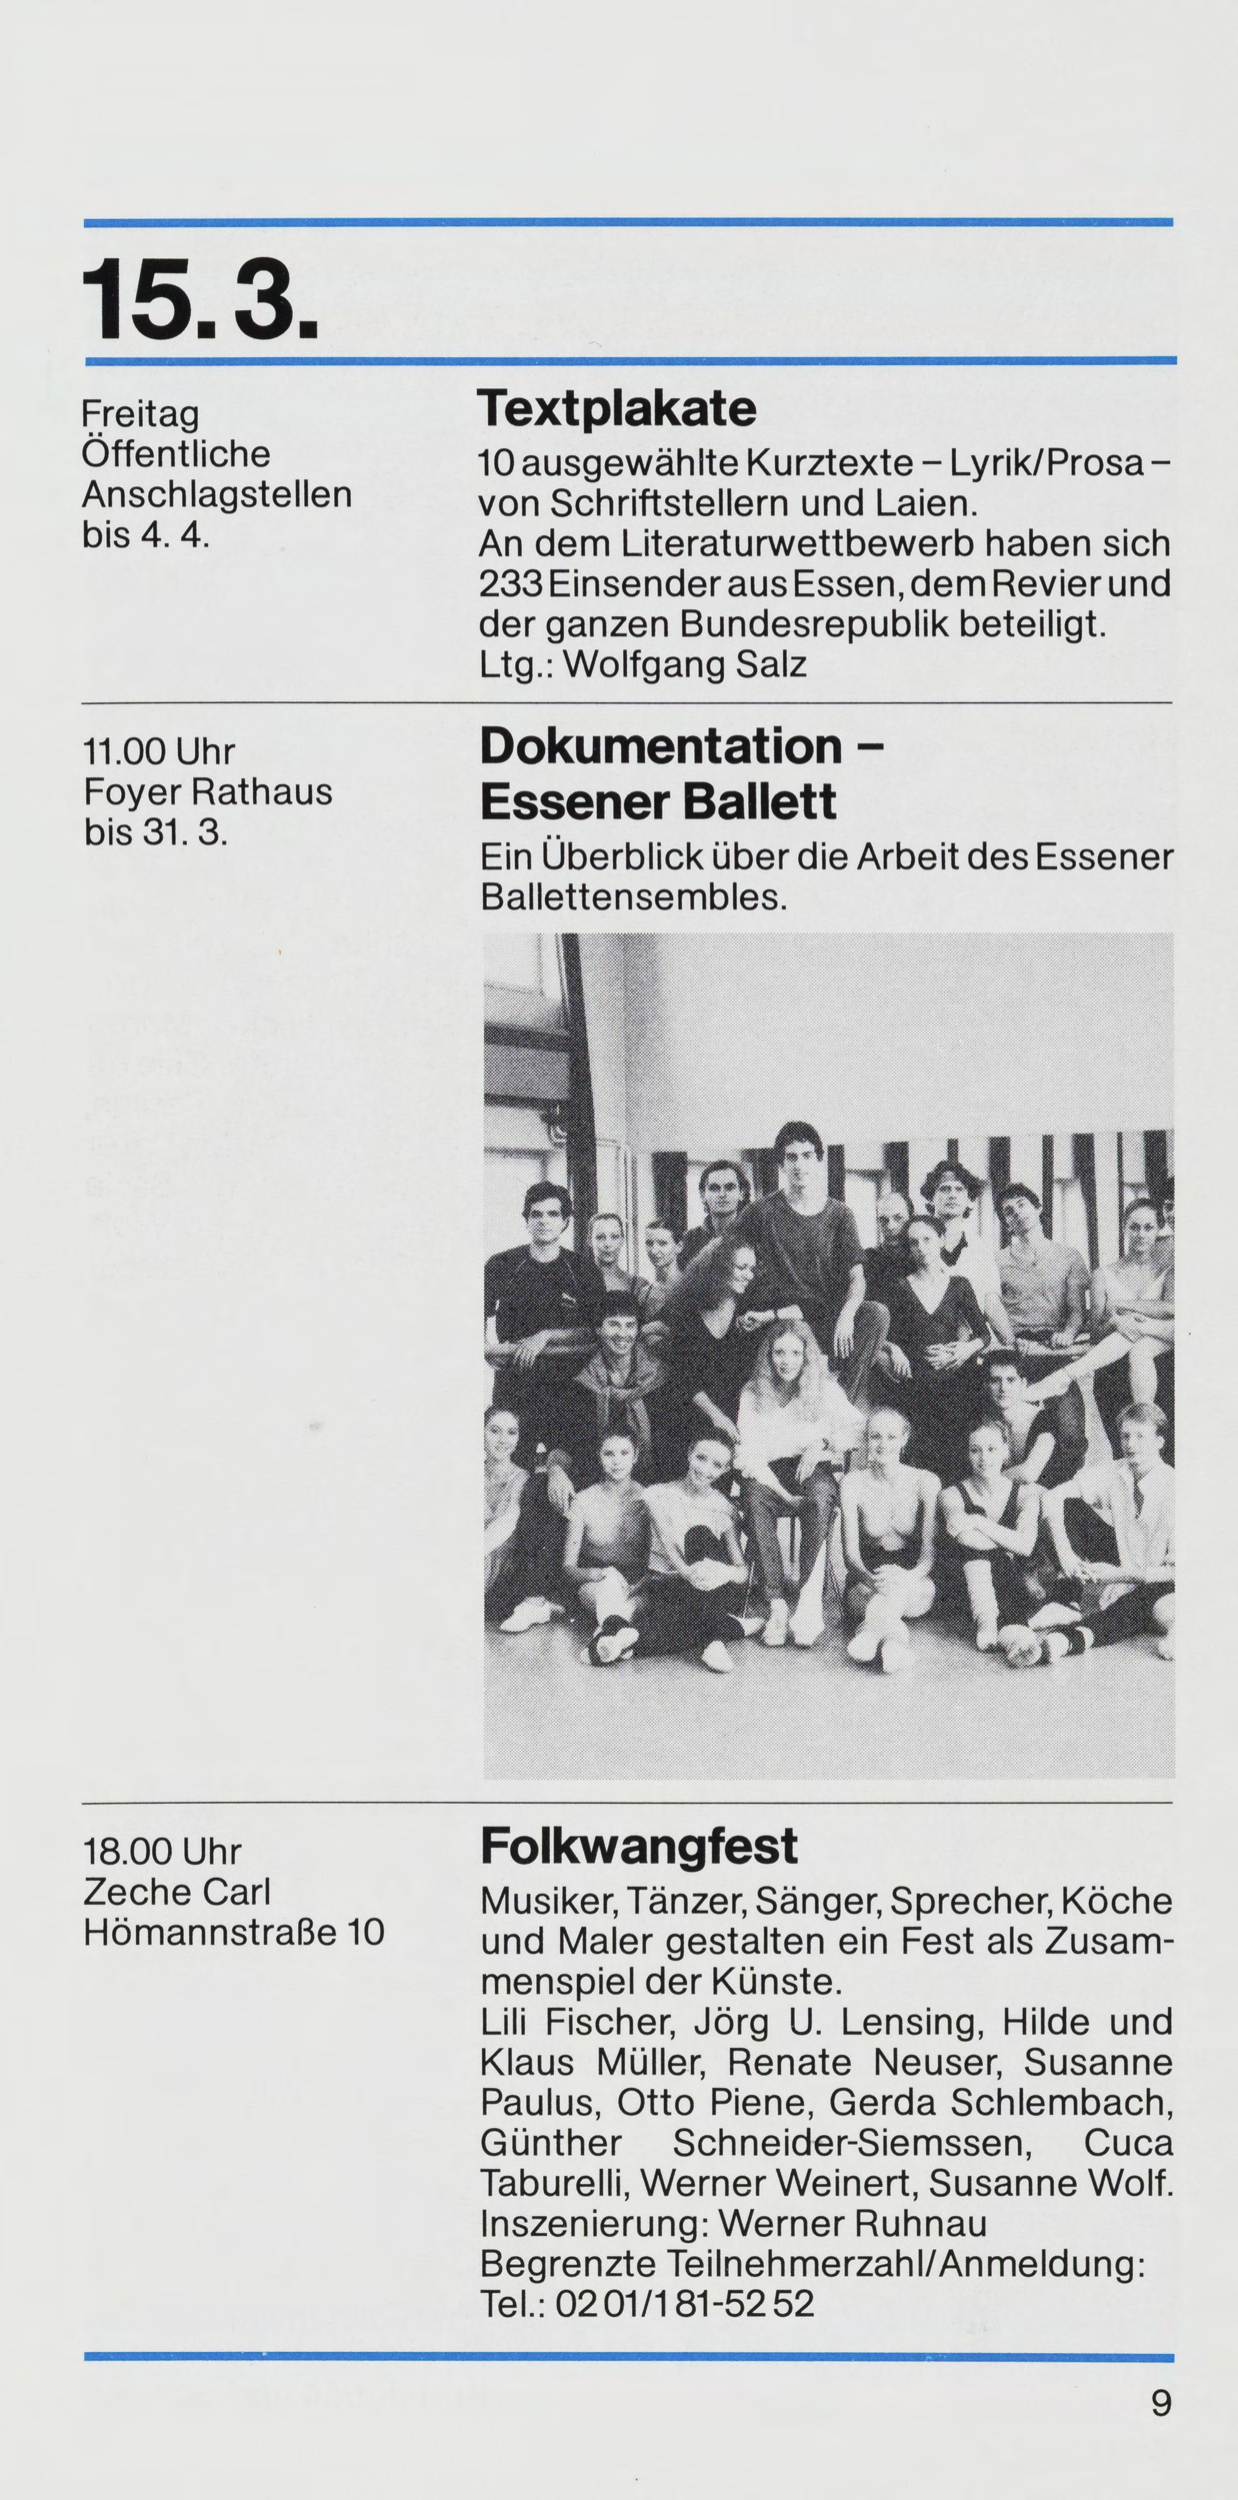 15. 3.
Freitag
Öffentliche
Anschlagstellen
bis 4. 4.
Textplakate
10 ausgewählte Kurztexte – Lyrik/Prosa –
von Schriftstellern und Laien.
An dem Literaturwettbewerb haben sich
233 Einsender aus Essen, dem Revier und
der ganzen Bundesrepublik beteiligt.
Ltg.: Wolfgang Salz
11.00 Uhr
Foyer Rathaus
bis 31. 3.
Dokumentation –
Essener Ballett
Ein Überblick über die Arbeit des Essener
Ballettensembles.
18.00 Uhr
Zeche Carl
Hömannstraße 10
Folkwangfest
Musiker, Tänzer, Sänger, Sprecher, Köche
und Maler gestalten ein Fest als Zusam-
menspiel der Künste.
Lili Fischer, Jörg U. Lensing, Hilde und
Klaus Müller, Renate Neuser, Susanne
Paulus, Otto Piene, Gerda Schlembach,
Günther Schneider-Siemssen, Cuca
Taburelli, Werner Weinert, Susanne Wolf.
Inszenierung: Werner Ruhnau
Begrenzte Teilnehmerzahl/Anmeldung:
Tel.: 02 01/1 81-52 52
9